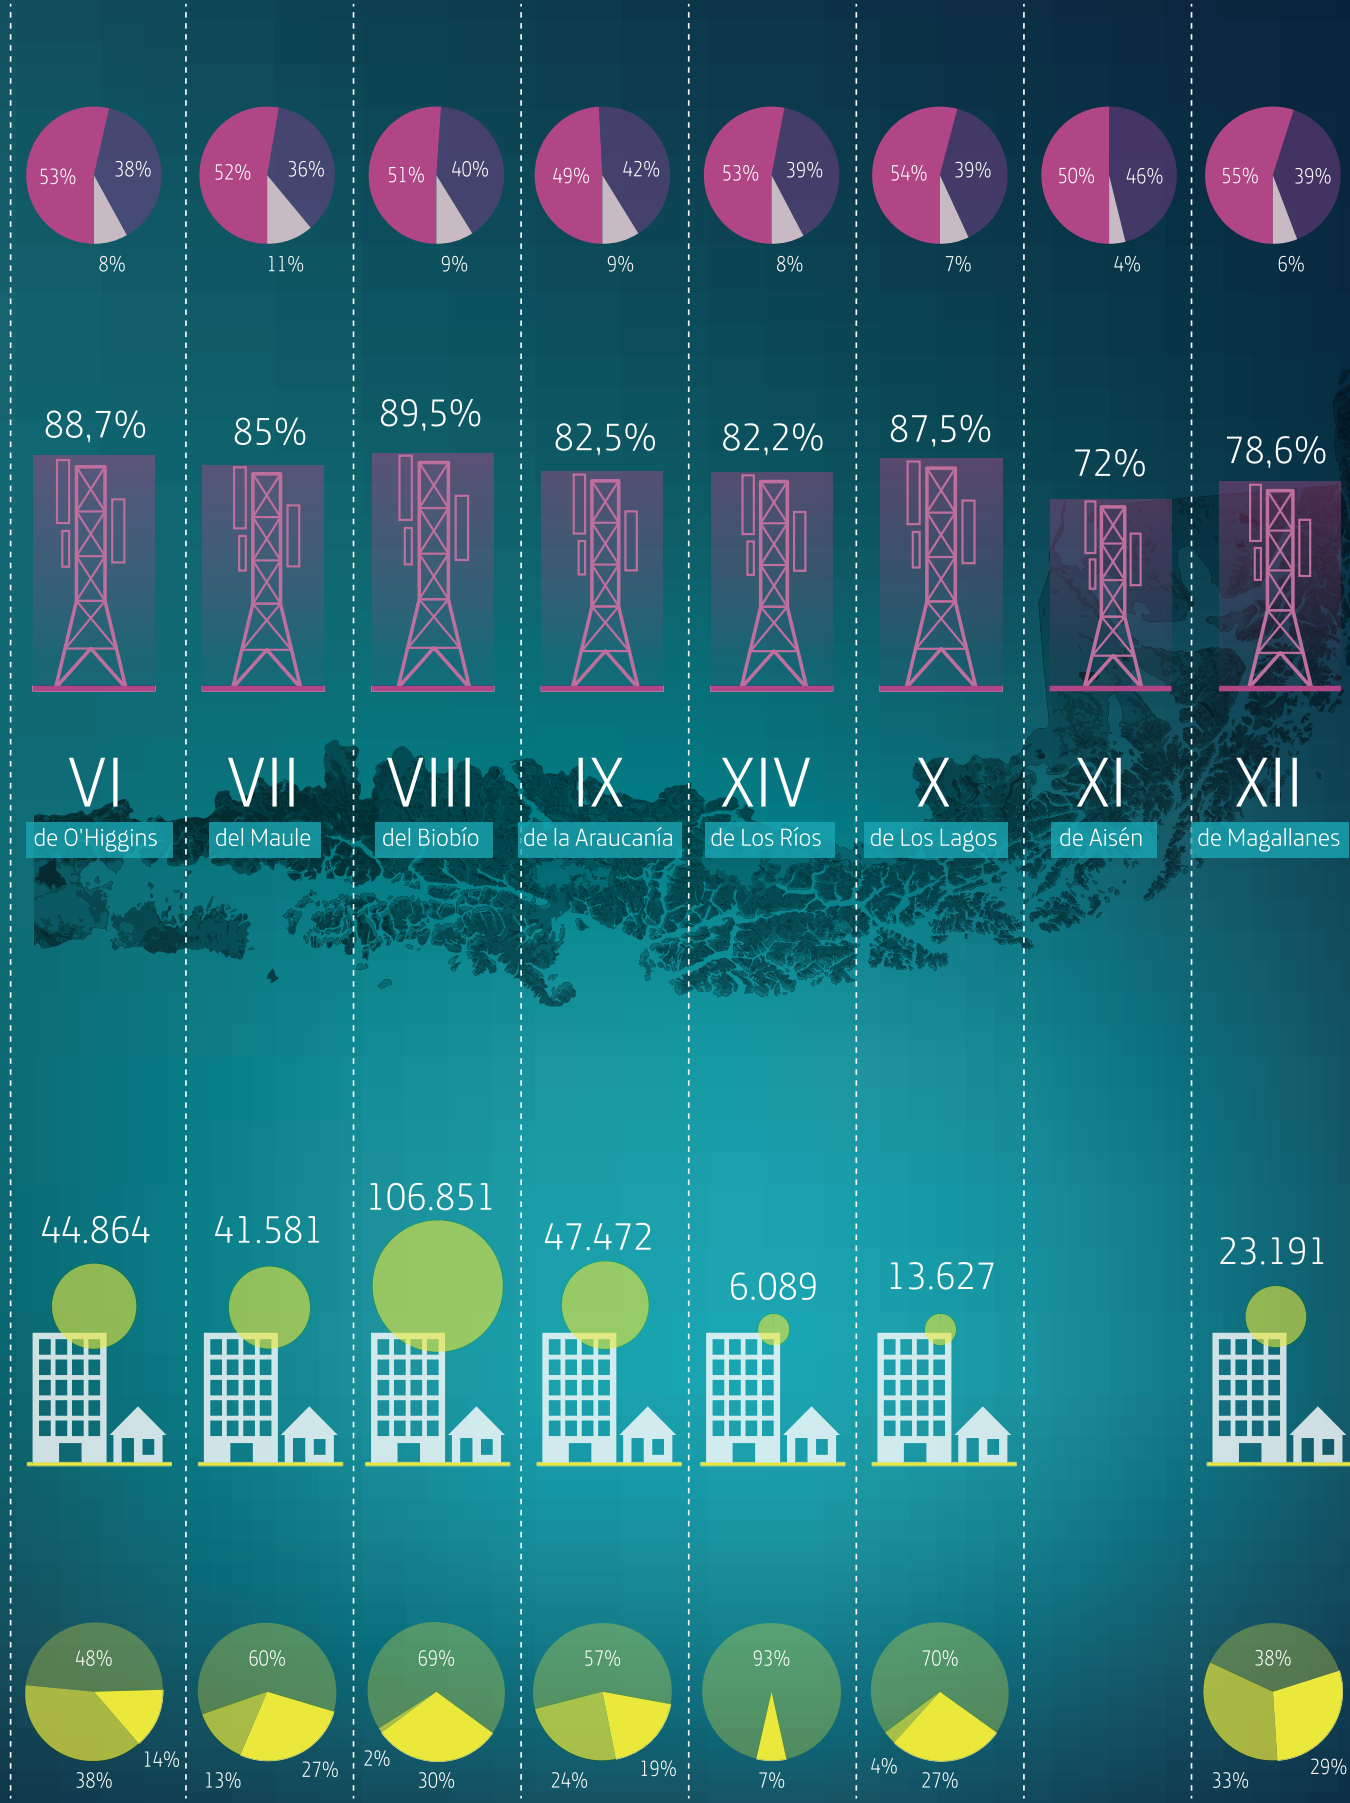 53% 38% 52% 36% 51% 40% 49% 42% 53% 39% 54% 39% 50% 46% 55% 39%
8% 11% 9% 9% 8% 7% 4% 6%
88,7% 85% 89,5% 82,5% 82,2% 87,5% 72% 78,6%
VI VII VIII IX XIV X XI XII
de O'Higgins del Maule del Biobío de la Araucanía de Los Ríos de Los Lagos de Aisén de Magallanes
44.864 41.581 106.851 47.472 6.089 13.627 23.191
48% 60% 69% 57% 93% 70% 38%
14% 27% 2% 19% 4% 29%
38% 13% 30% 24% 7% 27% 33%